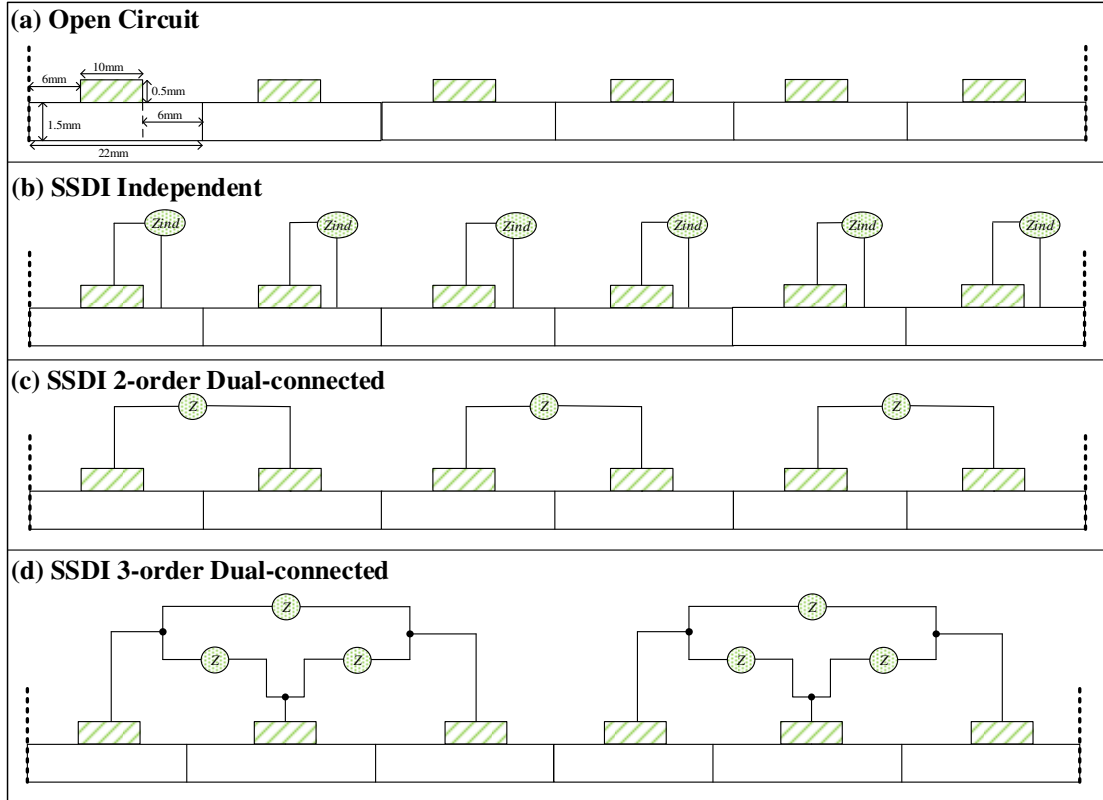 (a) Open Circuit
10mm
6mm
0.5mm
1.5mm
6mm
22mm
(b) SSDI Independent
Zind Zind Zind Zind Zind Zind
(c) SSDI 2-order Dual-connected
Z Z Z
(d) SSDI 3-order Dual-connected
Z Z
Z Z Z Z